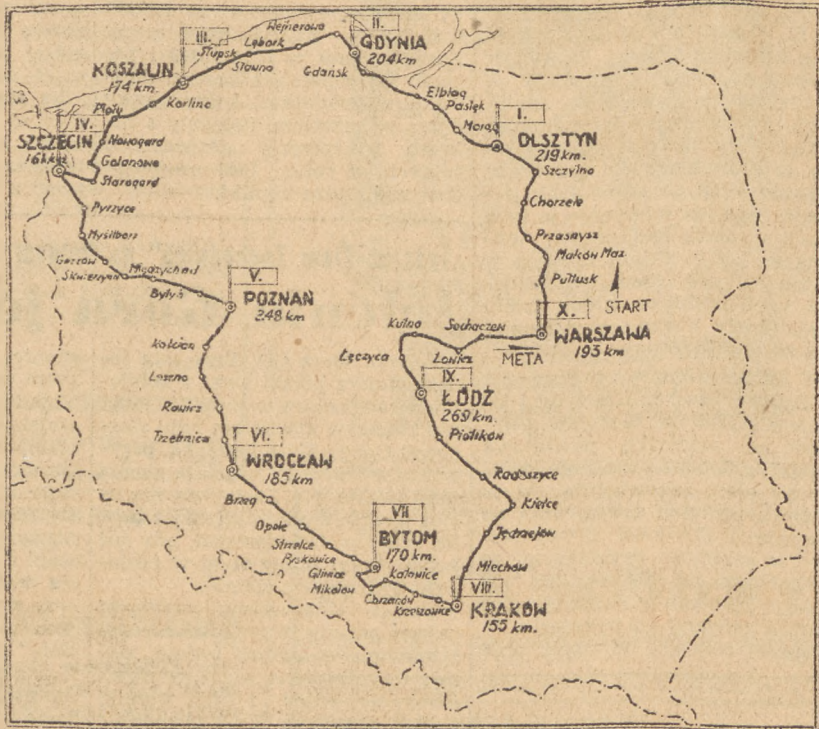 Wejherowo
II.
GDYNIA
204 km
III.
Lębork
Słupsk
Sławno
KOSZALIN
174 km.
Gdańsk
Elbląg
Pasłęk
Morąg
Karlino
Płoty
I.
OLSZTYN
219 km.
IV.
SZCZECIN
Nowogard
Golenowo
Starogard
Szczytno
Chorzele
Pyrzyce
Myślibórz
Przasnysz
Maków Maz.
Gorzów
Skwierzyna
Międzychód
Bytyń
V.
POZNAŃ
248 km
Pułtusk
START
X.
WARSZAWA
193 km
META
Kutno
Sochaczew
Łowicz
Łęczyca
Kościan
Leszno
Rawicz
Trzebnica
IX.
ŁÓDŹ
269 km.
Piotrków
VI.
WROCŁAW
185 km
Radoszyce
Kielce
Brzeg
Opole
Strzelce
Pyskowice
Gliwice
Mikołów
VII
BYTOM
170 km.
Katowice
Chrzanów
Krzeszowice
Jędrzejów
Miechów
VIII.
KRAKÓW
155 km.